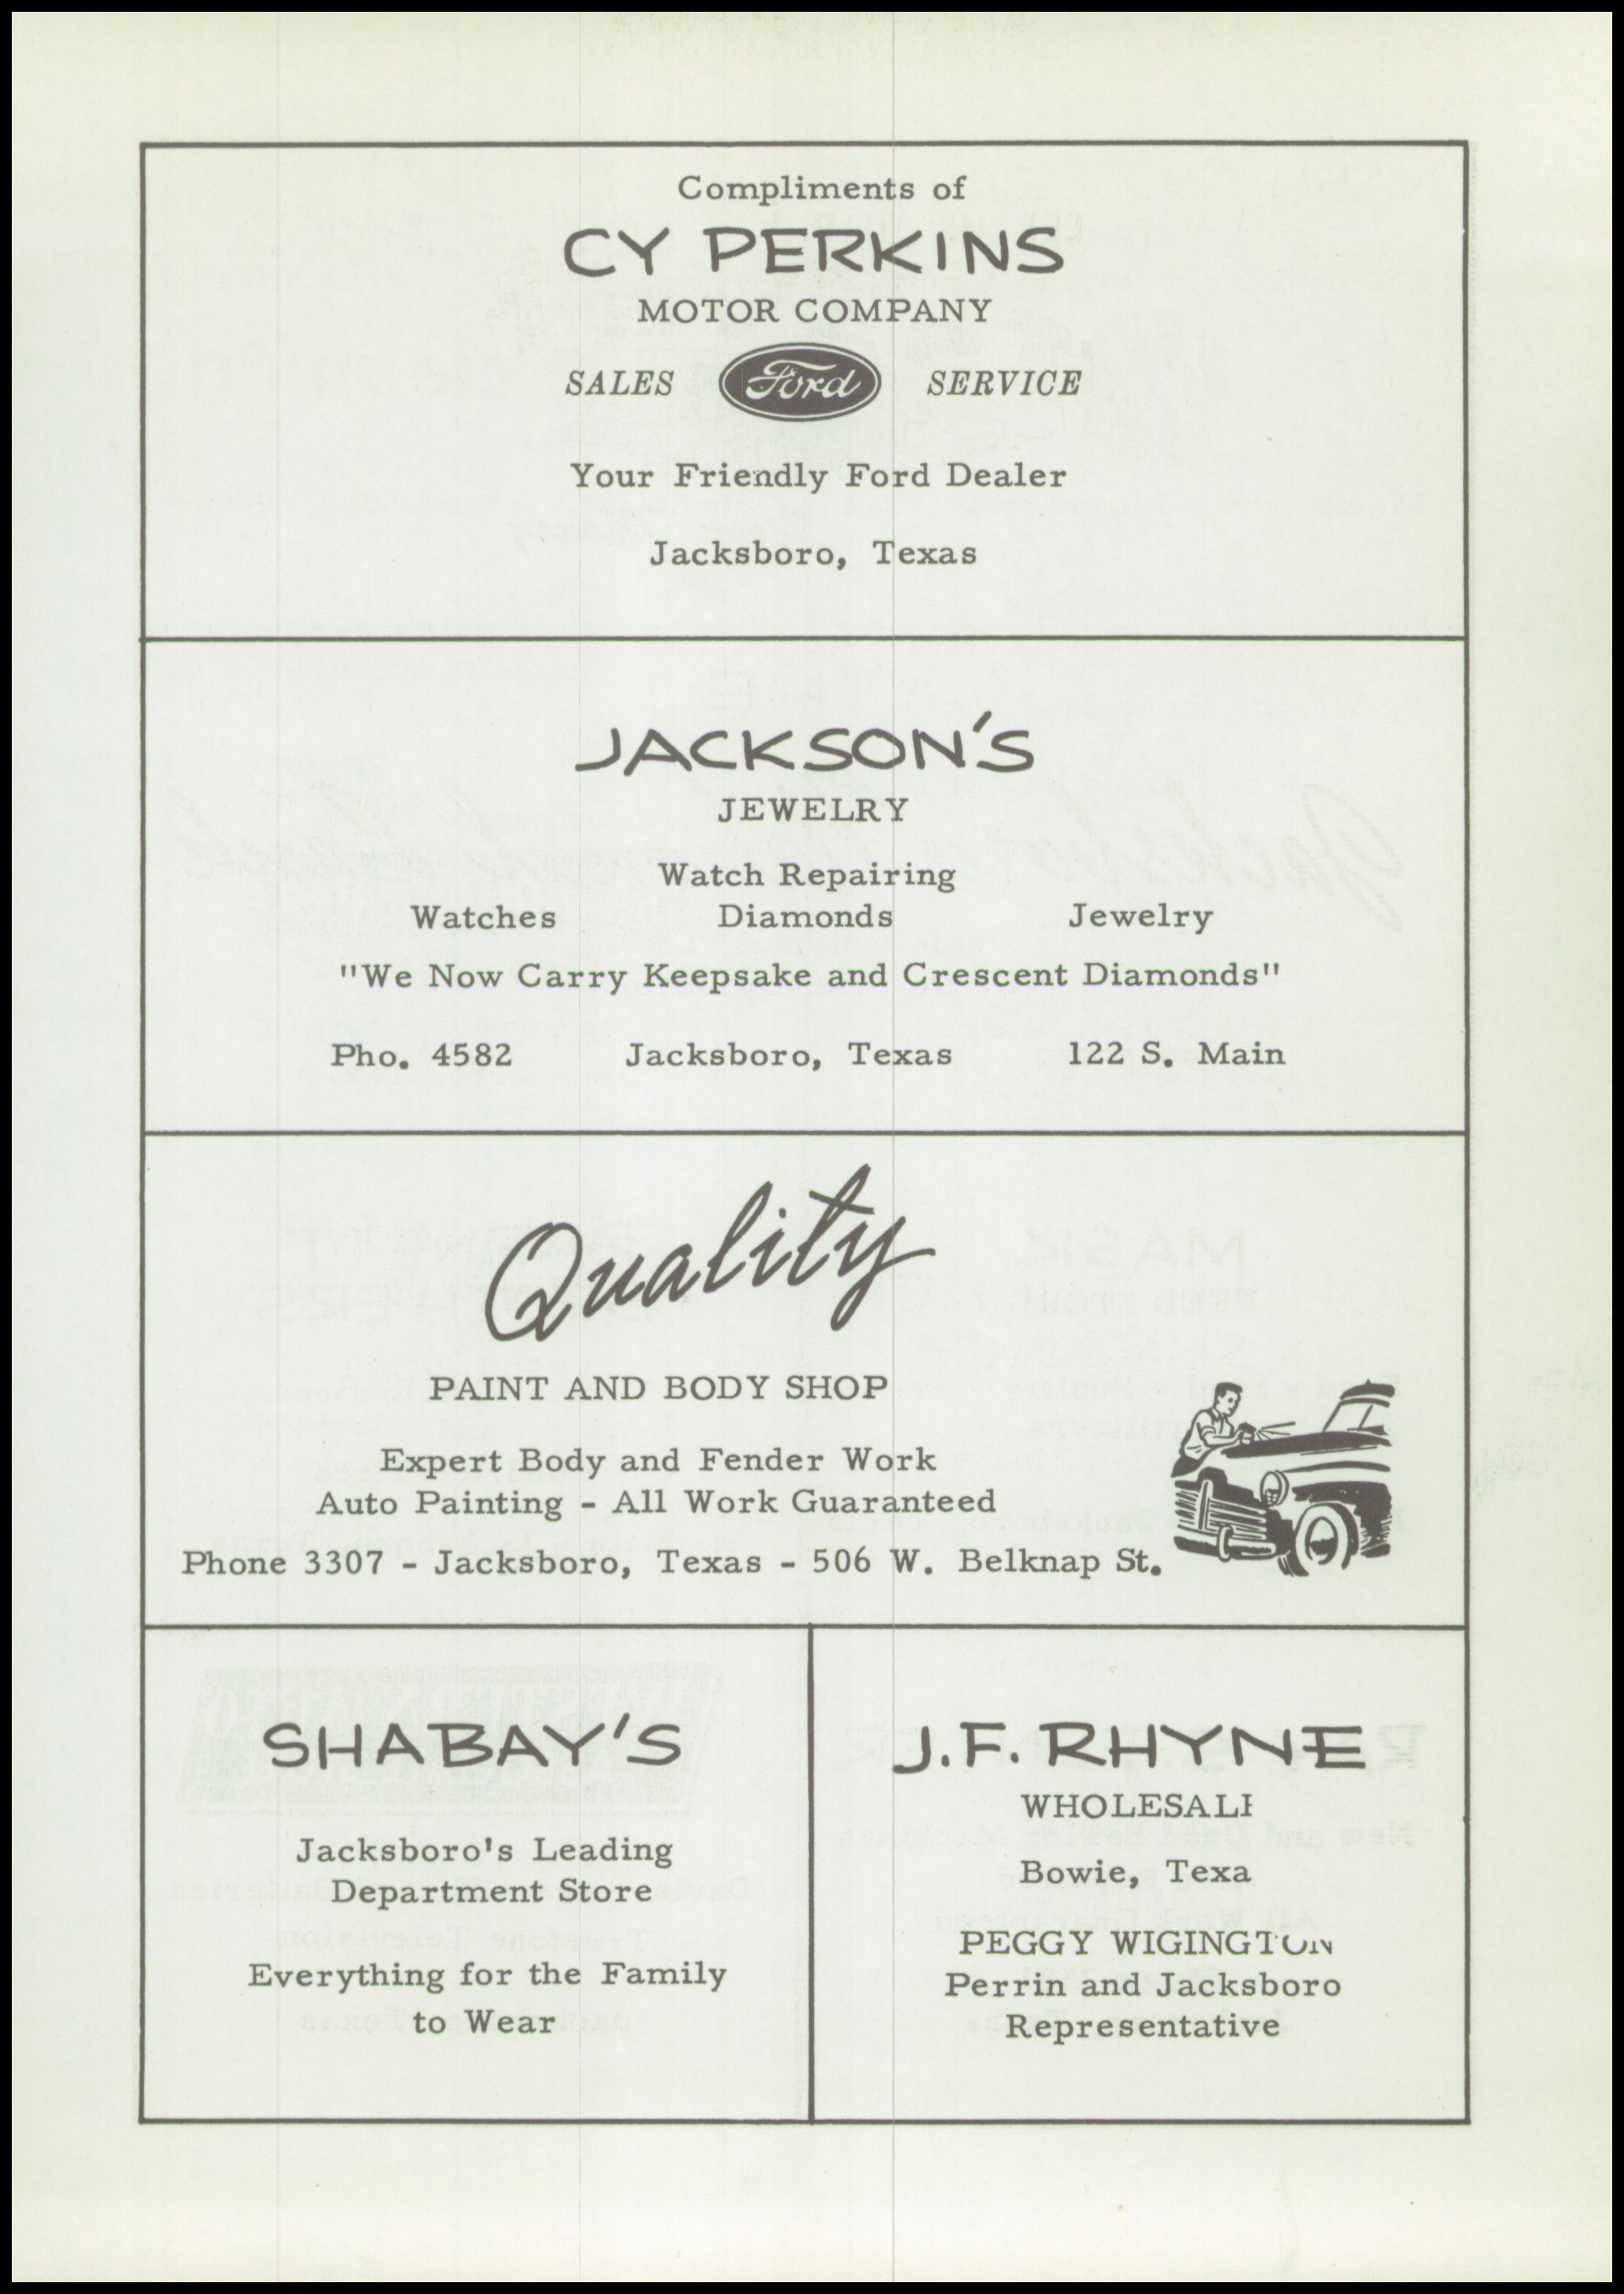 Compliments of
CY PERKINS
MOTOR COMPANY
SALES Ford SERVICE
Your Friendly Ford Dealer
Jacksboro, Texas
JACKSON'S
JEWELRY
Watch Repairing
Watches Diamonds Jewelry
"We Now Carry Keepsake and Crescent Diamonds"
Pho. 4582 Jacksboro, Texas 122 S. Main
Quality
PAINT AND BODY SHOP
Expert Body and Fender Work
Auto Painting - All Work Guaranteed
Phone 3307 - Jacksboro, Texas - 506 W. Belknap St.
SHABAY'S
Jacksboro's Leading
Department Store
Everything for the Family
to Wear
J.F. RHYNE
WHOLESALE
Bowie, Texa
PEGGY WIGINGTON
Perrin and Jacksboro
Representative